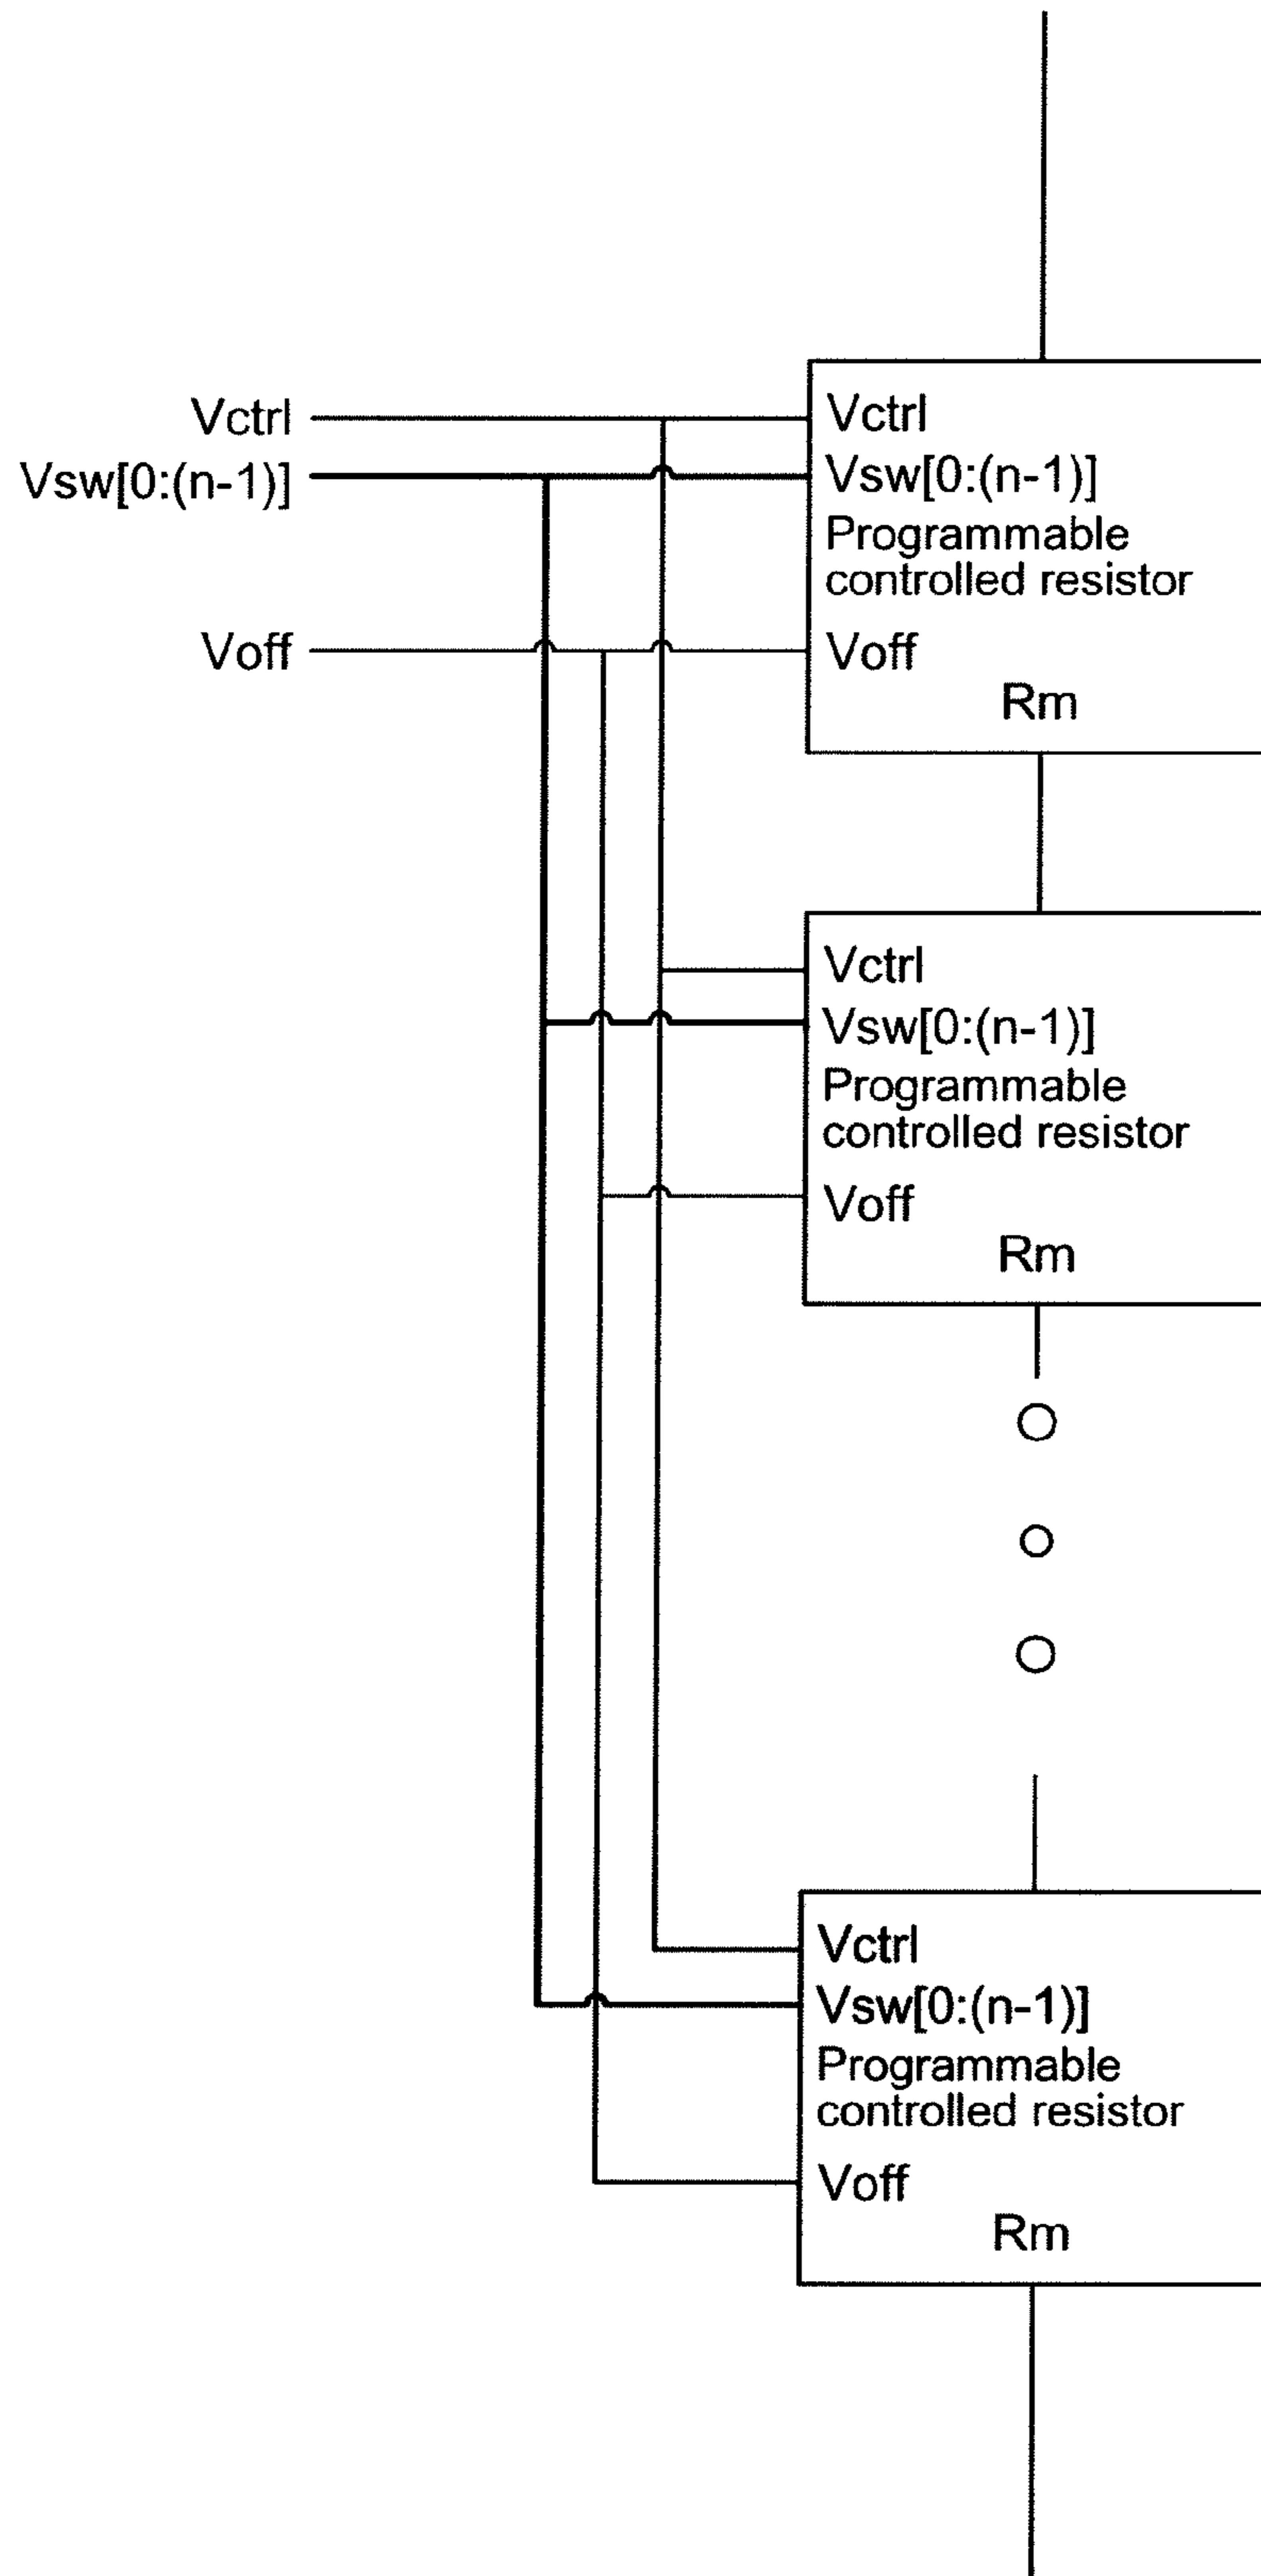 Vctrl
Vsw[0:(n-1)]
Voff
Vctrl
Vsw[0:(n-1)]
Programmable
controlled resistor
Voff
Rm
Vctrl
Vsw[0:(n-1)]
Programmable
controlled resistor
Voff
Rm
Vctrl
Vsw[0:(n-1)]
Programmable
controlled resistor
Voff
Rm